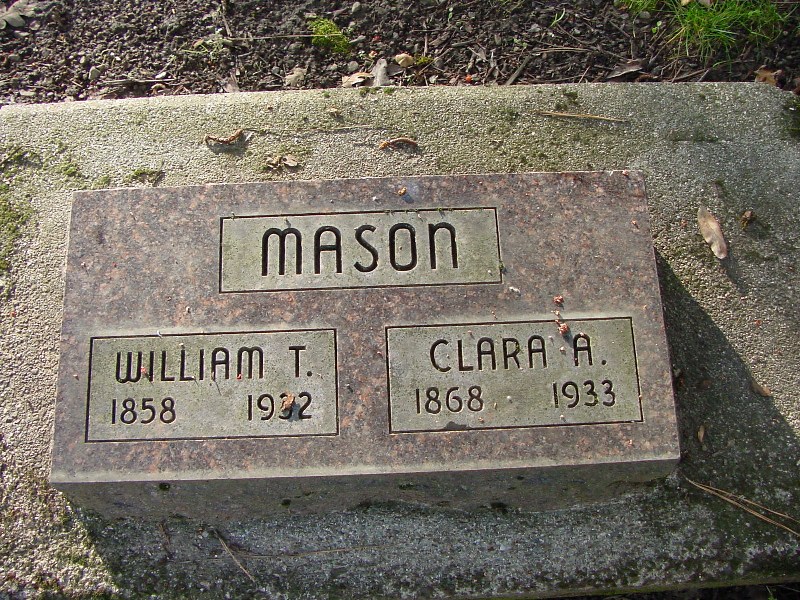 MASON
WILLIAM T.
1858 1932
CLARA A.
1868 1933